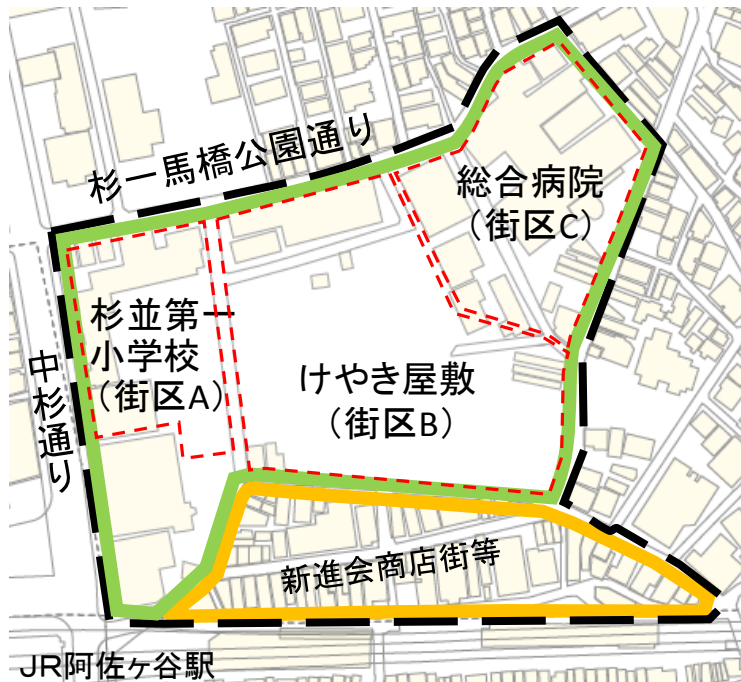 杉一馬橋公園通り
総合病院
（街区C）
杉並第一
小学校
（街区A）
中杉通り
けやき屋敷
（街区B）
新進会商店街等
JR阿佐ヶ谷駅